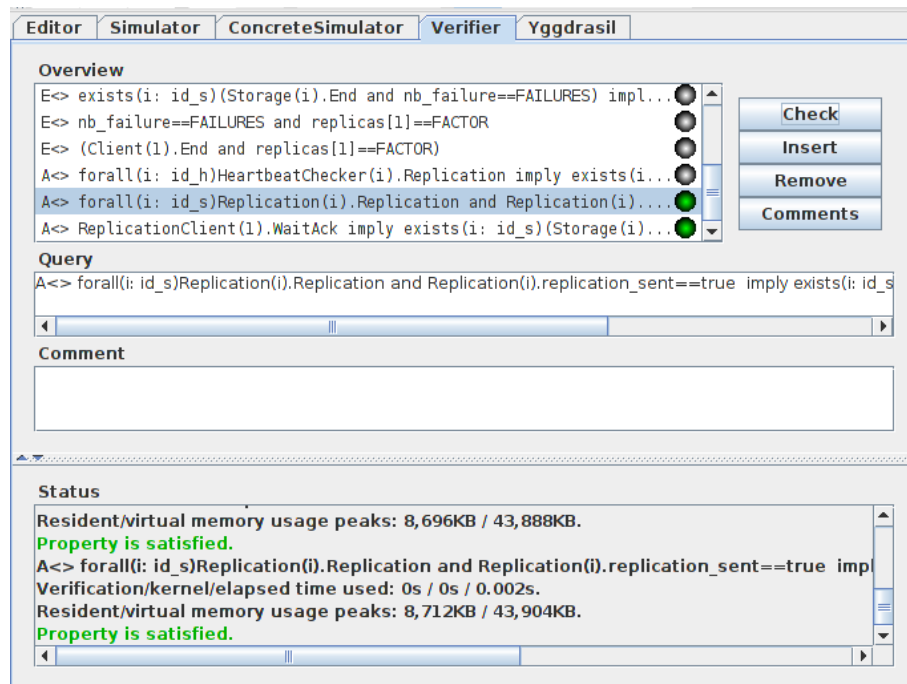 Editor Simulator ConcreteSimulator Verifier Yggdrasil
Overview
E<> exists(i: id_s)(Storage(i).End and nb_failure==FAILURES) impl...
E<> nb_failure==FAILURES and replicas[1]==FACTOR
E<> (Client(1).End and replicas[1]==FACTOR)
A<> forall(i: id_h)HeartbeatChecker(i).Replication imply exists(i...
A<> forall(i: id_s)Replication(i).Replication and Replication(i)....
A<> ReplicationClient(1).WaitAck imply exists(i: id_s)(Storage(i)...
Check
Insert
Remove
Comments
Query
A<> forall(i: id_s)Replication(i).Replication and Replication(i).replication_sent==true imply exists(i: id_s
Comment
Status
Resident/virtual memory usage peaks: 8,696KB / 43,888KB.
Property is satisfied.
A<> forall(i: id_s)Replication(i).Replication and Replication(i).replication_sent==true impl
Verification/kernel/elapsed time used: 0s / 0s / 0.002s.
Resident/virtual memory usage peaks: 8,712KB / 43,904KB.
Property is satisfied.